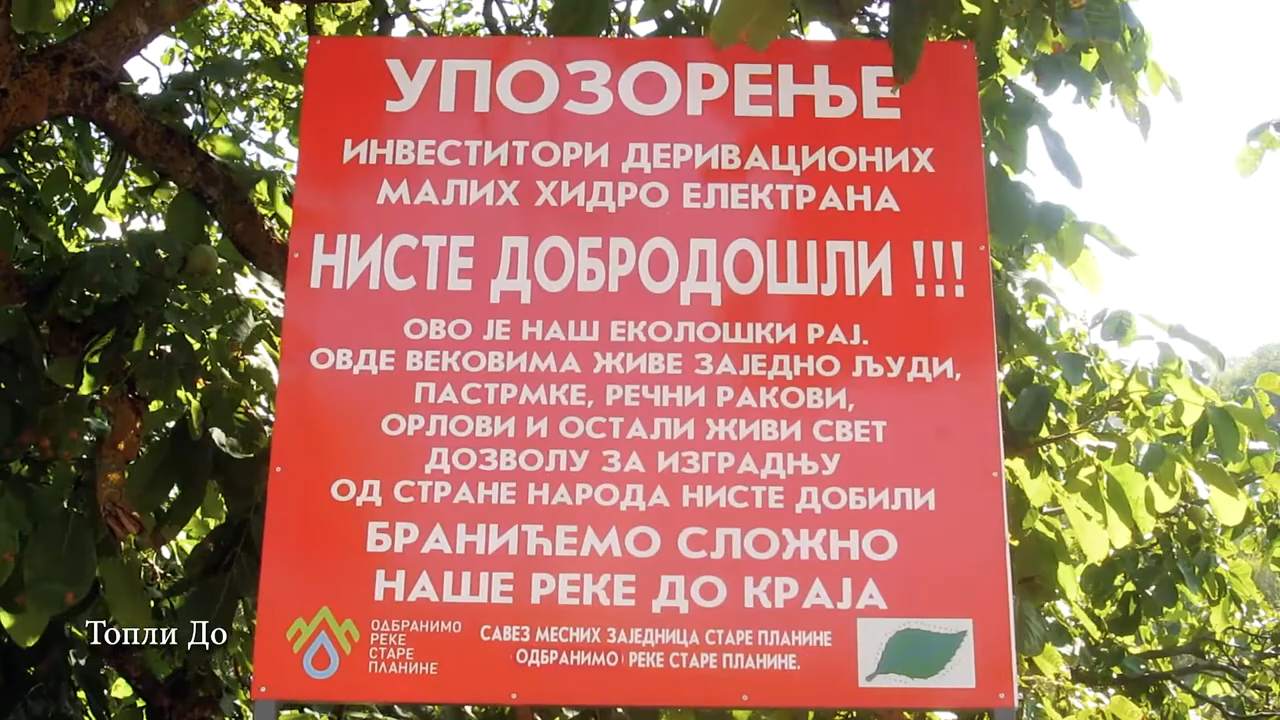 УПОЗОРЕЊЕ
ИНВЕСТИТОРИ ДЕРИВАЦИОНИХ
МАЛИХ ХИДРО ЕЛЕКТРАНА
НИСТЕ ДОБРОДОШЛИ !!!
ОВО ЈЕ НАШ ЕКОЛОШКИ РАЈ.
ОВДЕ ВЕКОВИМА ЖИВЕ ЗАЈЕДНО ЉУДИ,
ПАСТРМКЕ, РЕЧНИ РАКОВИ,
ОРЛОВИ И ОСТАЛИ ЖИВИ СВЕТ
ДОЗВОЛУ ЗА ИЗГРАДЊУ
ОД СТРАНЕ НАРОДА НИСТЕ ДОБИЛИ
БРАНИЋЕМО СЛОЖНО
НАШЕ РЕКЕ ДО КРАЈА
ОДБРАНИМО
РЕКЕ
СТАРЕ
ПЛАНИНЕ
САВЕЗ МЕСНИХ ЗАЈЕДНИЦА СТАРЕ ПЛАНИНЕ
ОДБРАНИМО РЕКЕ СТАРЕ ПЛАНИНЕ.
Топли До